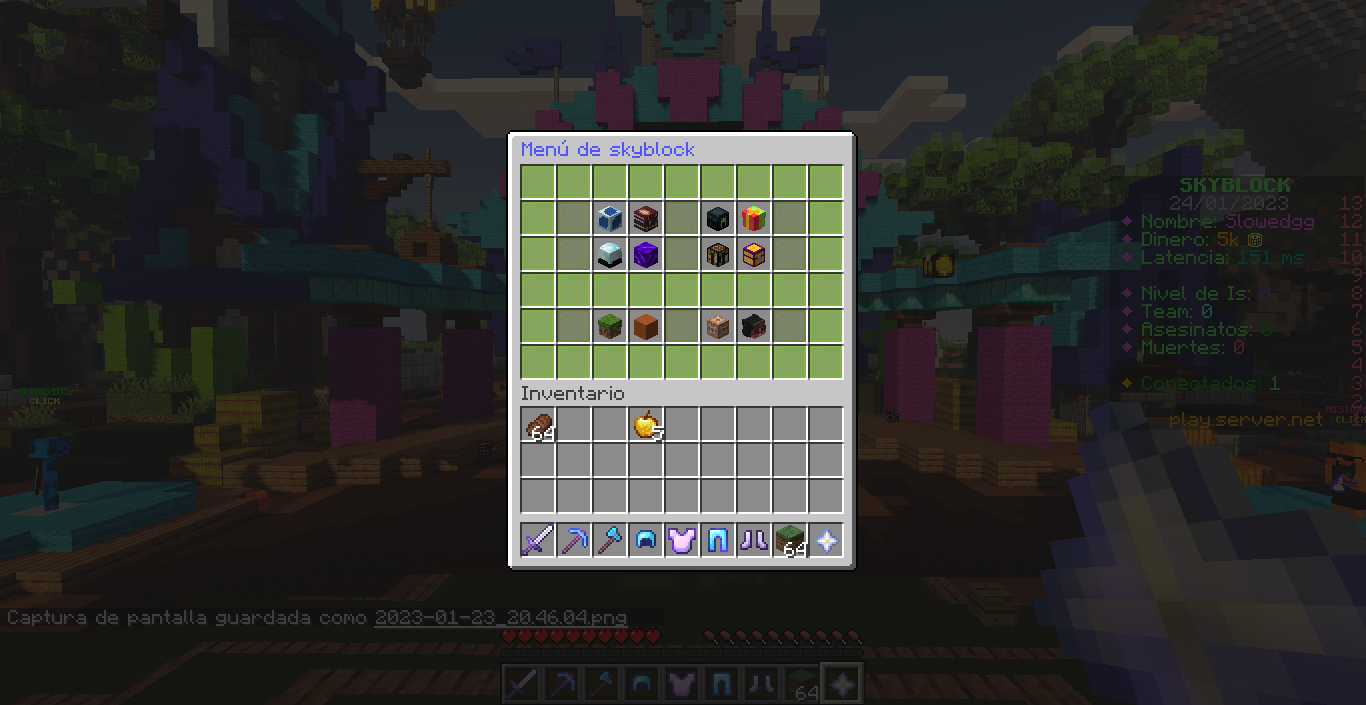 Menú de skyblock
SKYBLOCK
24/01/2023 13
Nombre: Slowedgg 12
Dinero: 5k 11
Latencia: 151 ms 10
9
Nivel de Is: 8
Team: 0 7
Asesinatos: 0 6
Muertes: 0 5
4
Conectados: 1 3
play.server.net
CLICK
Inventario
64
5
64
Captura de pantalla guardada como 2023-01-23_20.46.04.png
64